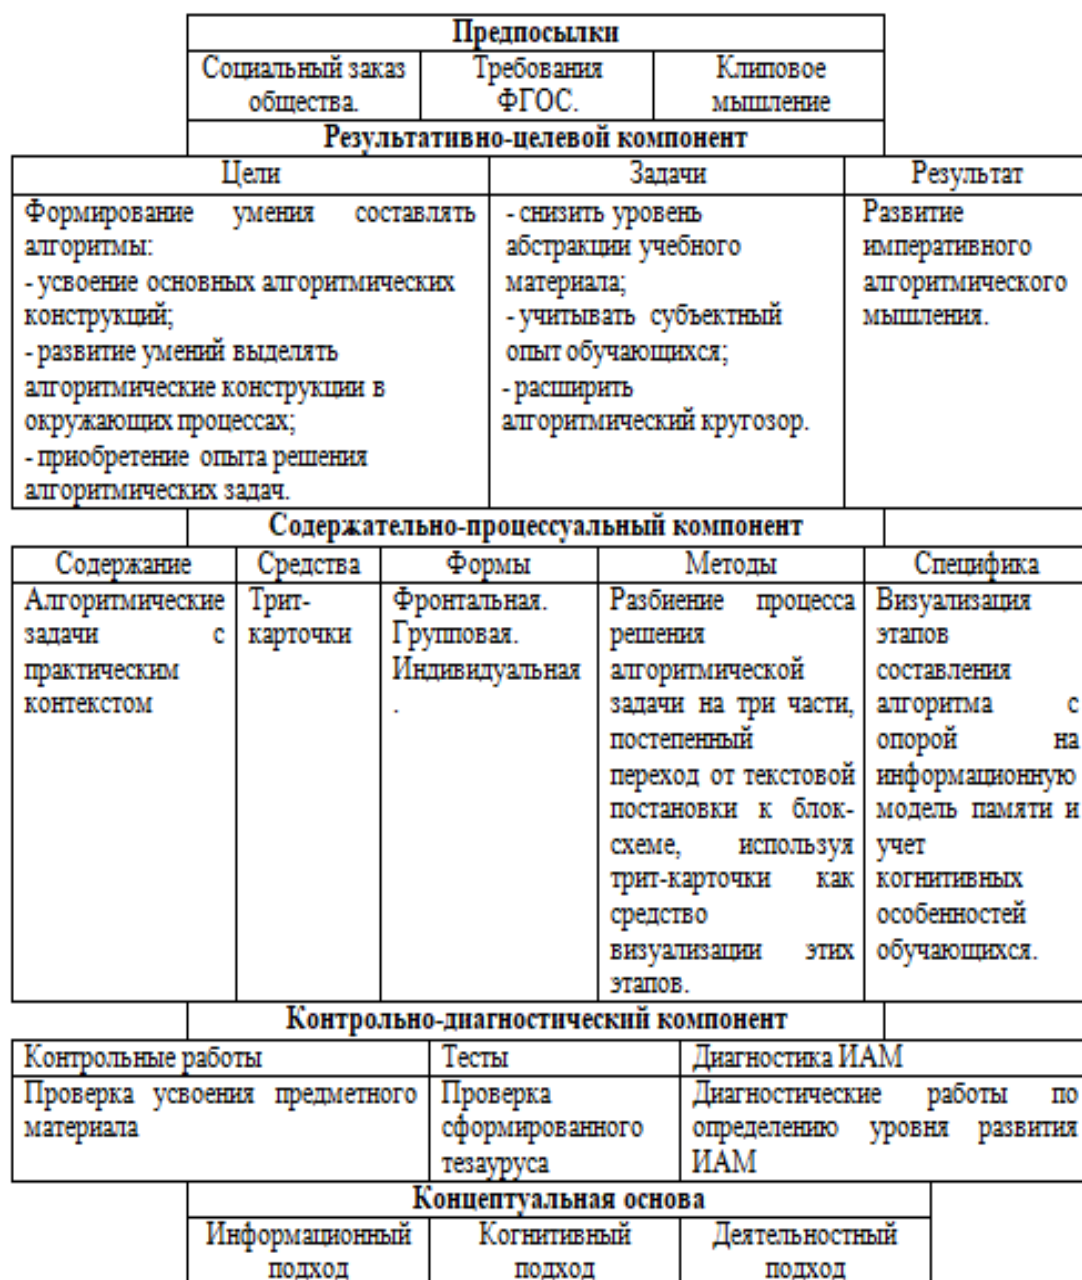 Предпосылки
Социальный заказ
общества.
Требования
ФГОС.
Клиповое
мышление
Результативно-целевой компонент
Цели
Задачи
Результат
Формирование умения составлять
алгоритмы:
- усвоение основных алгоритмических
конструкций;
- развитие умений выделять
алгоритмические конструкции в
окружающих процессах;
- приобретение опыта решения
алгоритмических задач.
- снизить уровень
абстракции учебного
материала;
- учитывать субъектный
опыт обучающихся;
- расширить
алгоритмический кругозор.
Развитие
императивного
алгоритмического
мышления.
Содержательно-процессуальный компонент
Содержание
Средства
Формы
Методы
Специфика
Алгоритмические
задачи с
практическим
контекстом
Трит-
карточки
Фронтальная.
Групповая.
Индивидуальная
.
Разбиение процесса
решения
алгоритмической
задачи на три части,
постепенный
переход от текстовой
постановки к блок-
схеме, используя
трит-карточки как
средство
визуализации этих
этапов.
Визуализация
этапов
составления
алгоритма с
опорой на
информационную
модель памяти и
учет
когнитивных
особенностей
обучающихся.
Контрольно-диагностический компонент
Контрольные работы
Тесты
Диагностика ИАМ
Проверка усвоения предметного
материала
Проверка
сформированного
тезауруса
Диагностические работы по
определению уровня развития
ИАМ
Концептуальная основа
Информационный
подход
Когнитивный
подход
Деятельностный
подход